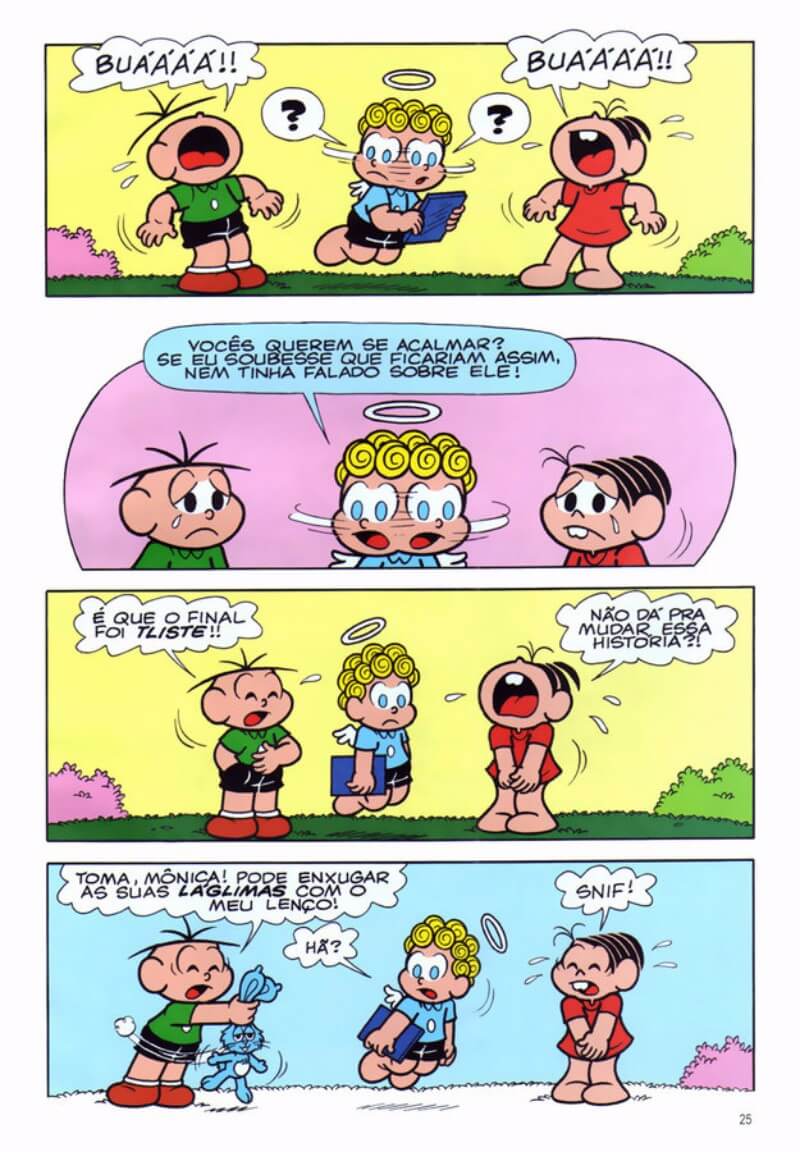 BUÁÁÁÁ!!
?
?
BUÁÁÁÁ!!
VOCÊS QUEREM SE ACALMAR?
SE EU SOUBESSE QUE FICARIAM ASSIM,
NEM TINHA FALADO SOBRE ELE!
É QUE O FINAL
FOI TLISTE!!
NÃO DÁ PRA
MUDAR ESSA
HISTÓRIA?!
TOMA, MÔNICA! PODE ENXUGAR
AS SUAS LÁGLIMAS COM O
MEU LENÇO!
HÃ?
SNIF!
25